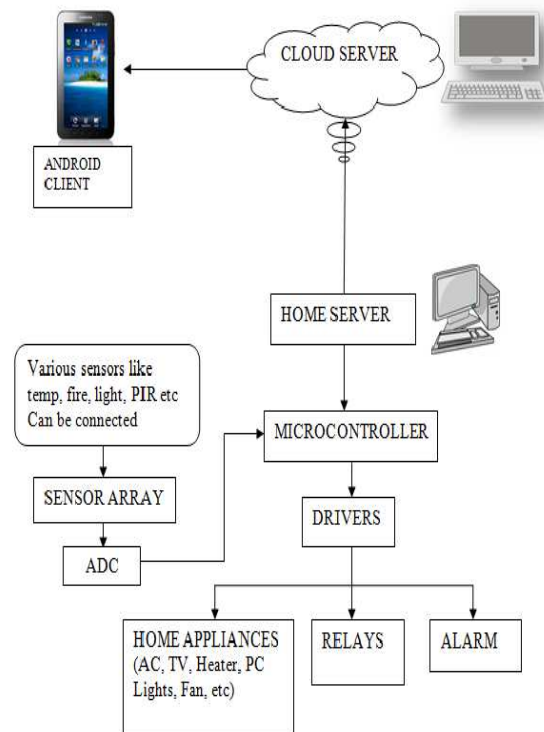 CLOUD SERVER
ANDROID
CLIENT
HOME SERVER
Various sensors like
temp, fire, light, PIR etc
Can be connected
MICROCONTROLLER
SENSOR ARRAY
DRIVERS
ADC
HOME APPLIANCES
(AC, TV, Heater, PC
Lights, Fan, etc)
RELAYS
ALARM